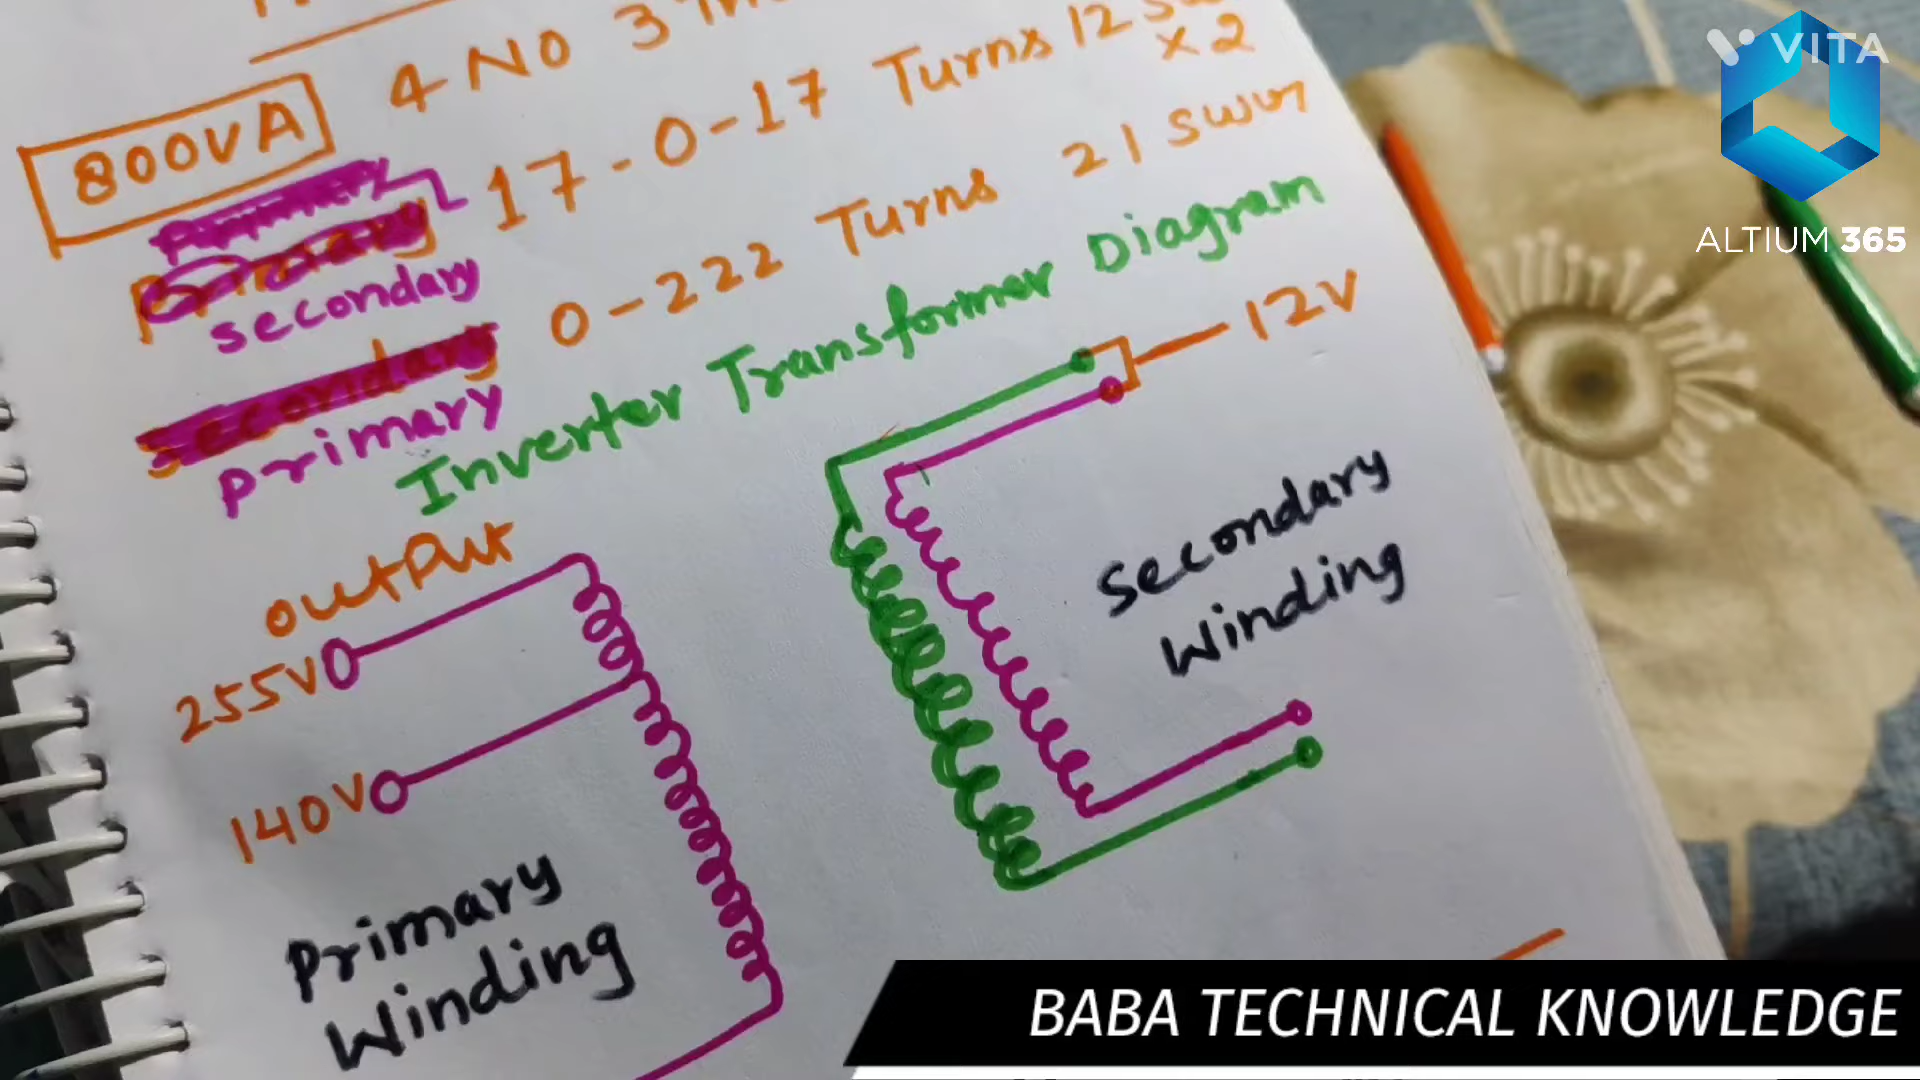 4 NO 3
800VA
17-0-17 Turns 12
x 2
secondary
0-222 Turns 21 swg
primary
Inverter Transformer Diagram
12V
output
255V
140V
Secondary
Winding
Primary
Winding
VITA
ALTIUM 365
BABA TECHNICAL KNOWLEDGE